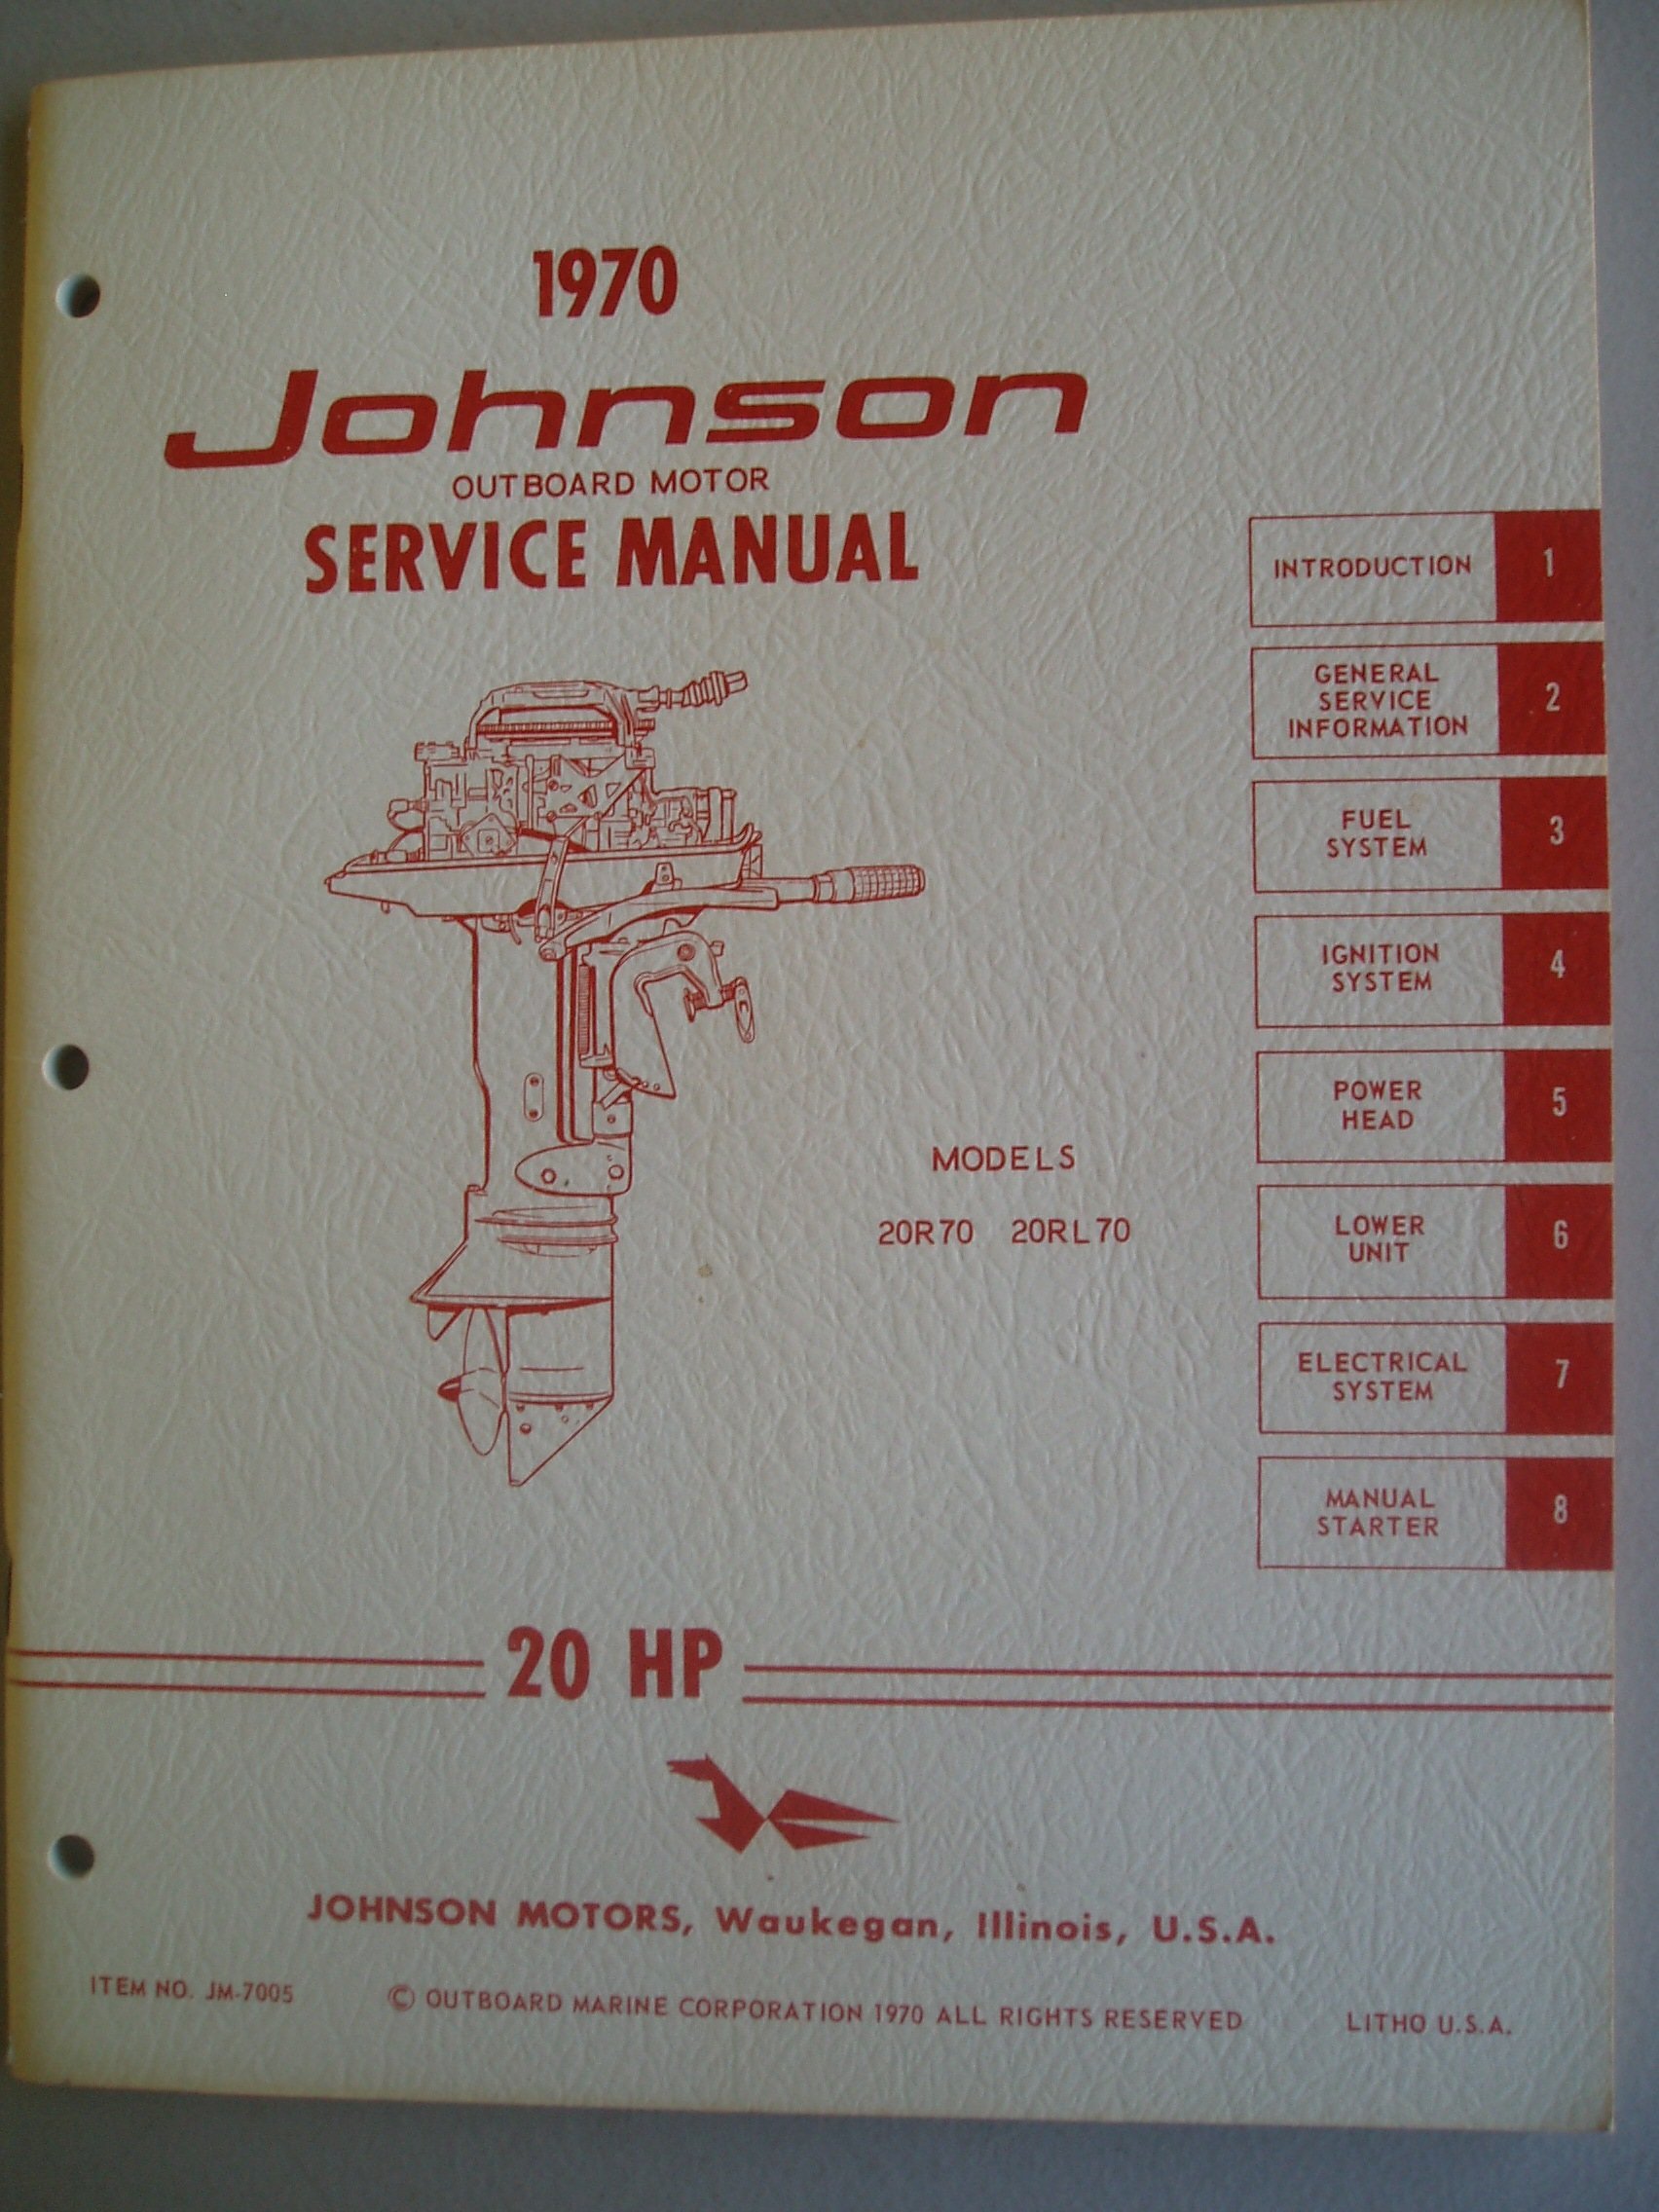 1970
Johnson
OUTBOARD MOTOR
SERVICE MANUAL
INTRODUCTION 1
GENERAL
SERVICE
INFORMATION 2
FUEL
SYSTEM 3
IGNITION
SYSTEM 4
POWER
HEAD 5
LOWER
UNIT 6
ELECTRICAL
SYSTEM 7
MANUAL
STARTER 8
MODELS
20R70 20RL70
20 HP
JOHNSON MOTORS, Waukegan, Illinois, U.S.A.
ITEM NO. JM-7005 © OUTBOARD MARINE CORPORATION 1970 ALL RIGHTS RESERVED LITHO U.S.A.